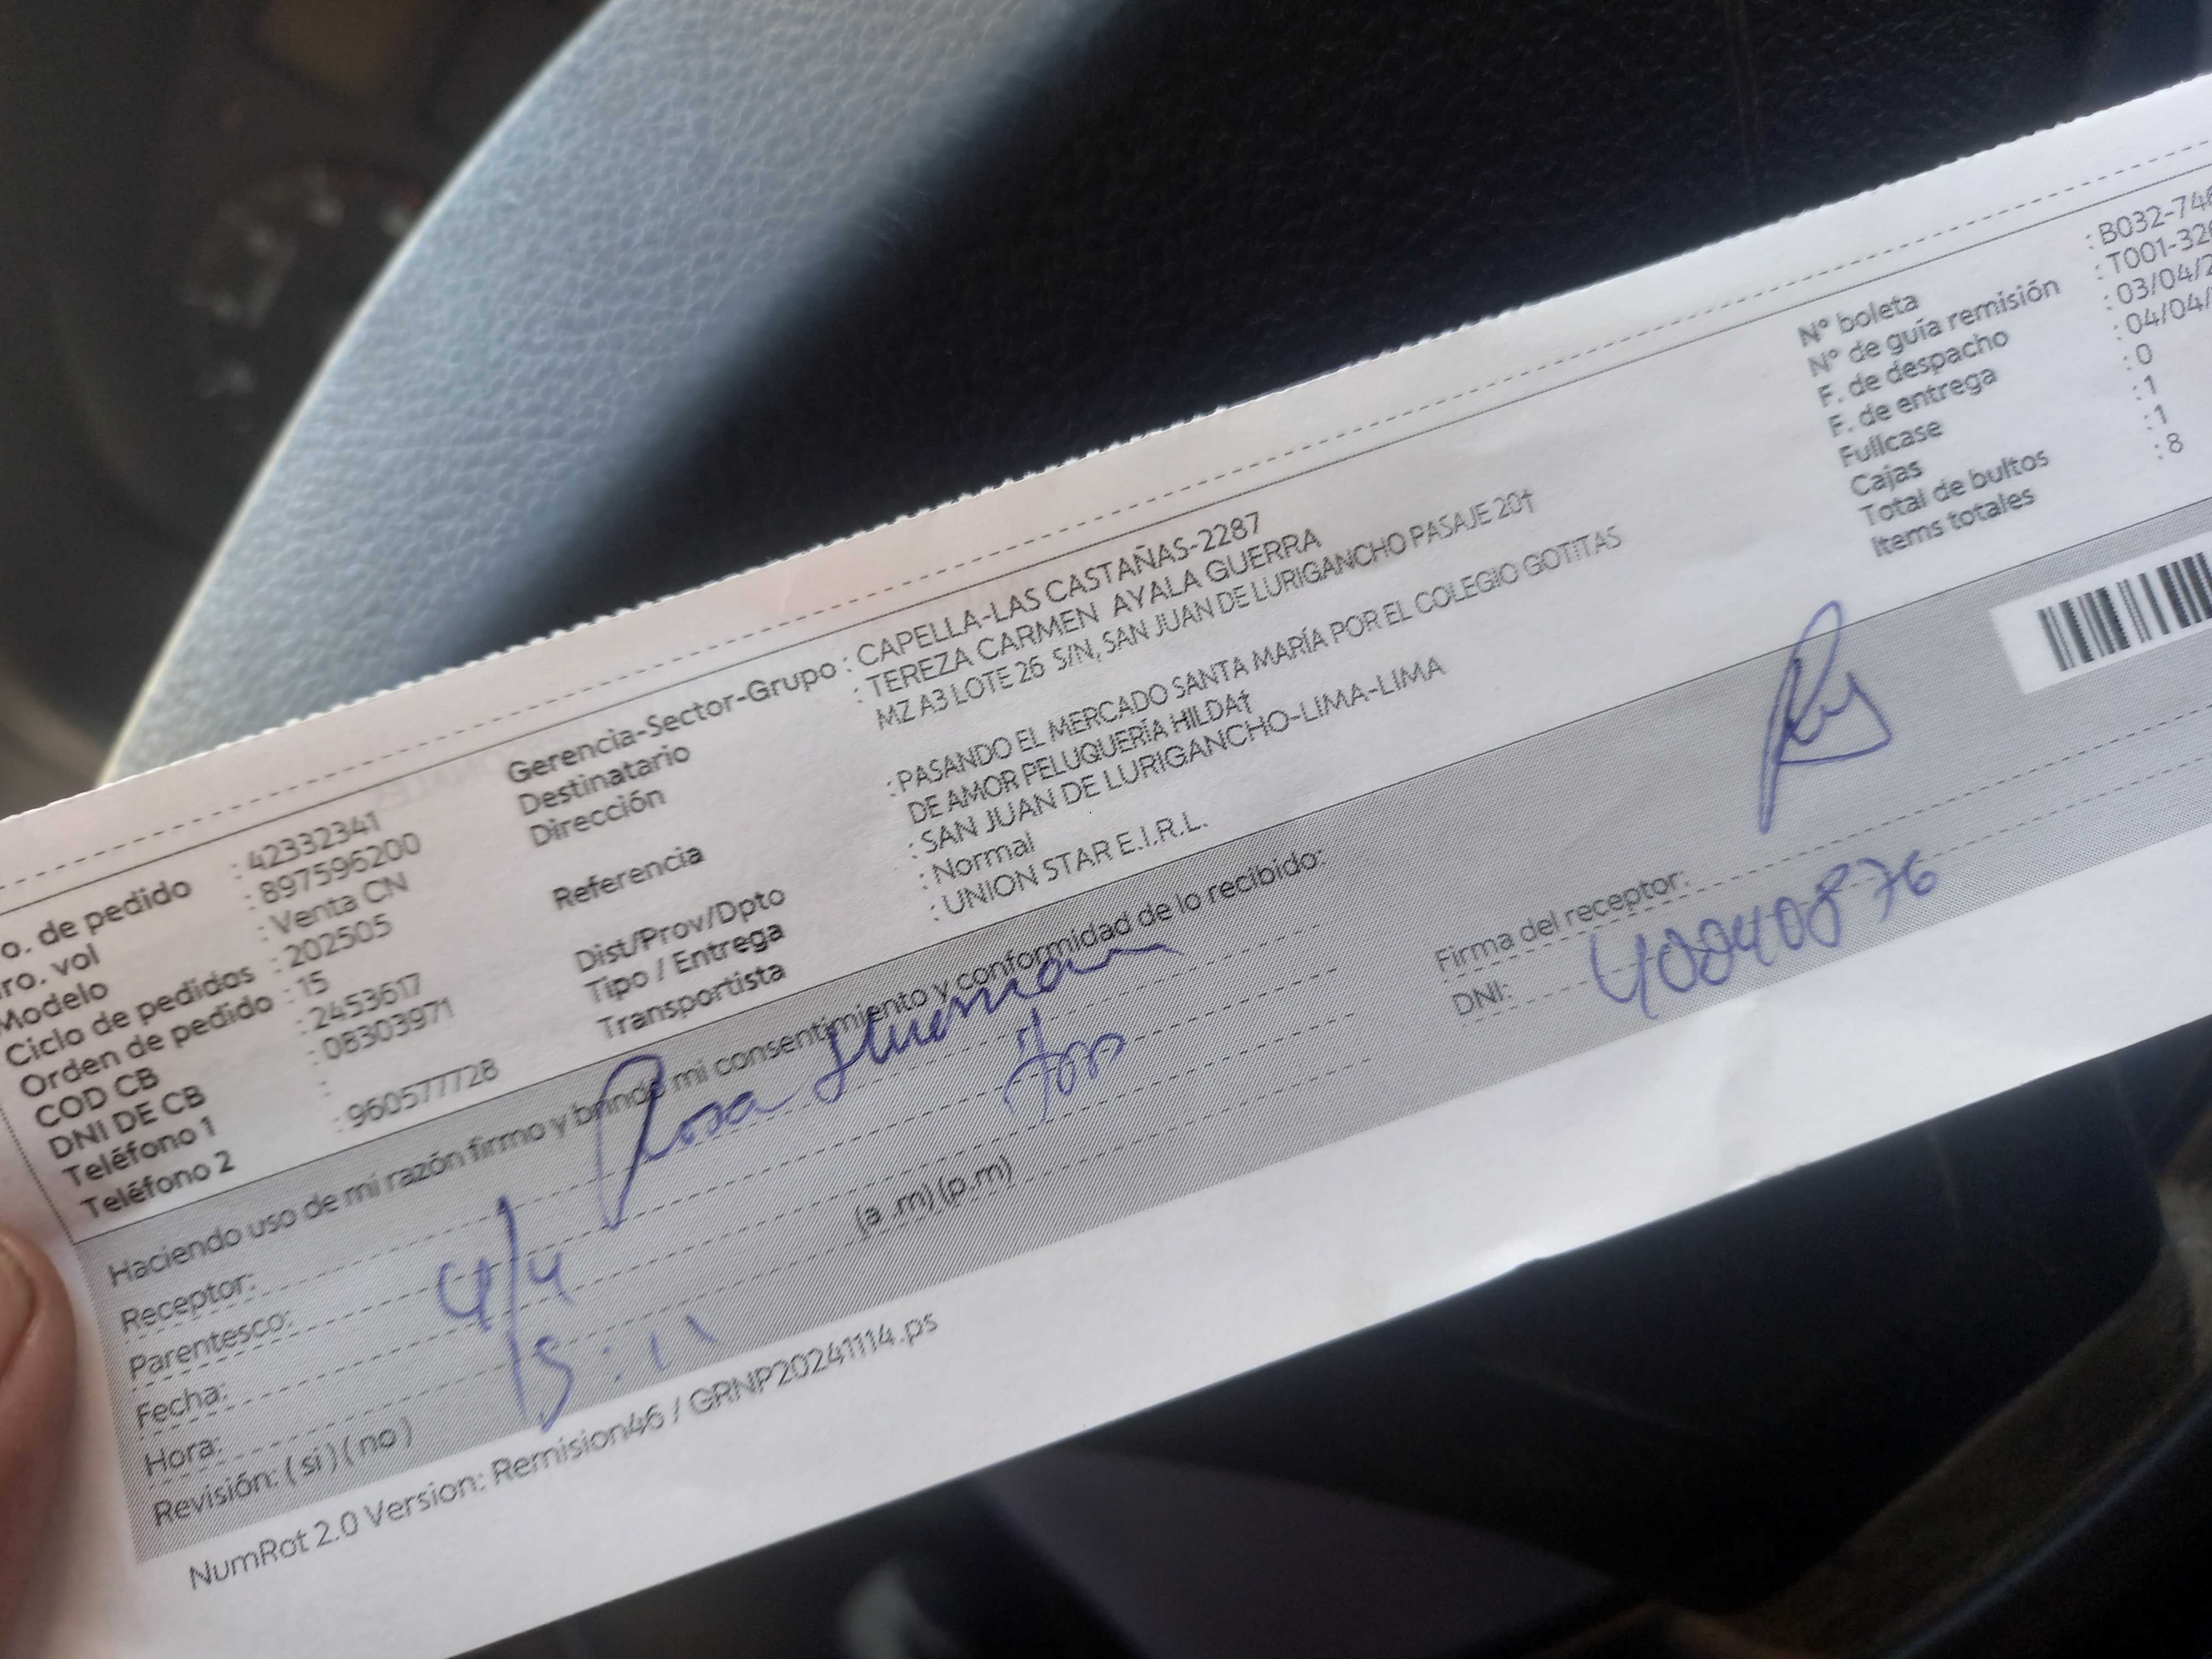 o. de pedido : 42332341
ro. vol : 897596200
Modelo : Venta CN
Ciclo de pedidos : 202505
Orden de pedido : 15
COD CB : 2453617
DNI DE CB : 08303971
Teléfono 1 :
Teléfono 2 : 960577728
Gerencia-Sector-Grupo : CAPELLA-LAS CASTAÑAS-2287
Destinatario : TEREZA CARMEN AYALA GUERRA
Dirección MZ A3 LOTE 26 S/N, SAN JUAN DE LURIGANCHO PASAJE 20†
Referencia : PASANDO EL MERCADO SANTA MARÍA POR EL COLEGIO GOTITAS
DE AMOR PELUQUERÍA HILDA†
Dist/Prov/Dpto : SAN JUAN DE LURIGANCHO-LIMA-LIMA
Tipo / Entrega : Normal
Transportista : UNION STAR E.I.R.L.
N° boleta : B032-74
N° de guía remisión : T001-32
F. de despacho : 03/04/2
F. de entrega : 04/04/
Fullcase : 0
Cajas : 1
Total de bultos : 1
Items totales : 8
Haciendo uso de mi razón firmo y brindo mi consentimiento y conformidad de lo recibido:
Receptor: Rosa
Parentesco:
Fecha: 4/4
Hora: 15:11 (a .m) (p.m)
Revisión: ( si ) ( no )
Firma del receptor:
DNI: 40040876
NumRot 2.0 Version: Remision46 / GRNP20241114.ps